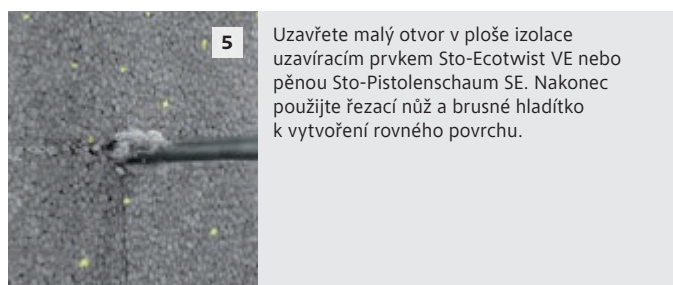 5
Uzavřete malý otvor v ploše izolace
uzavíracím prvkem Sto-Ecotwist VE nebo
pěnou Sto-Pistolenschaum SE. Nakonec
použijte řezací nůž a brusné hladítko
k vytvoření rovného povrchu.